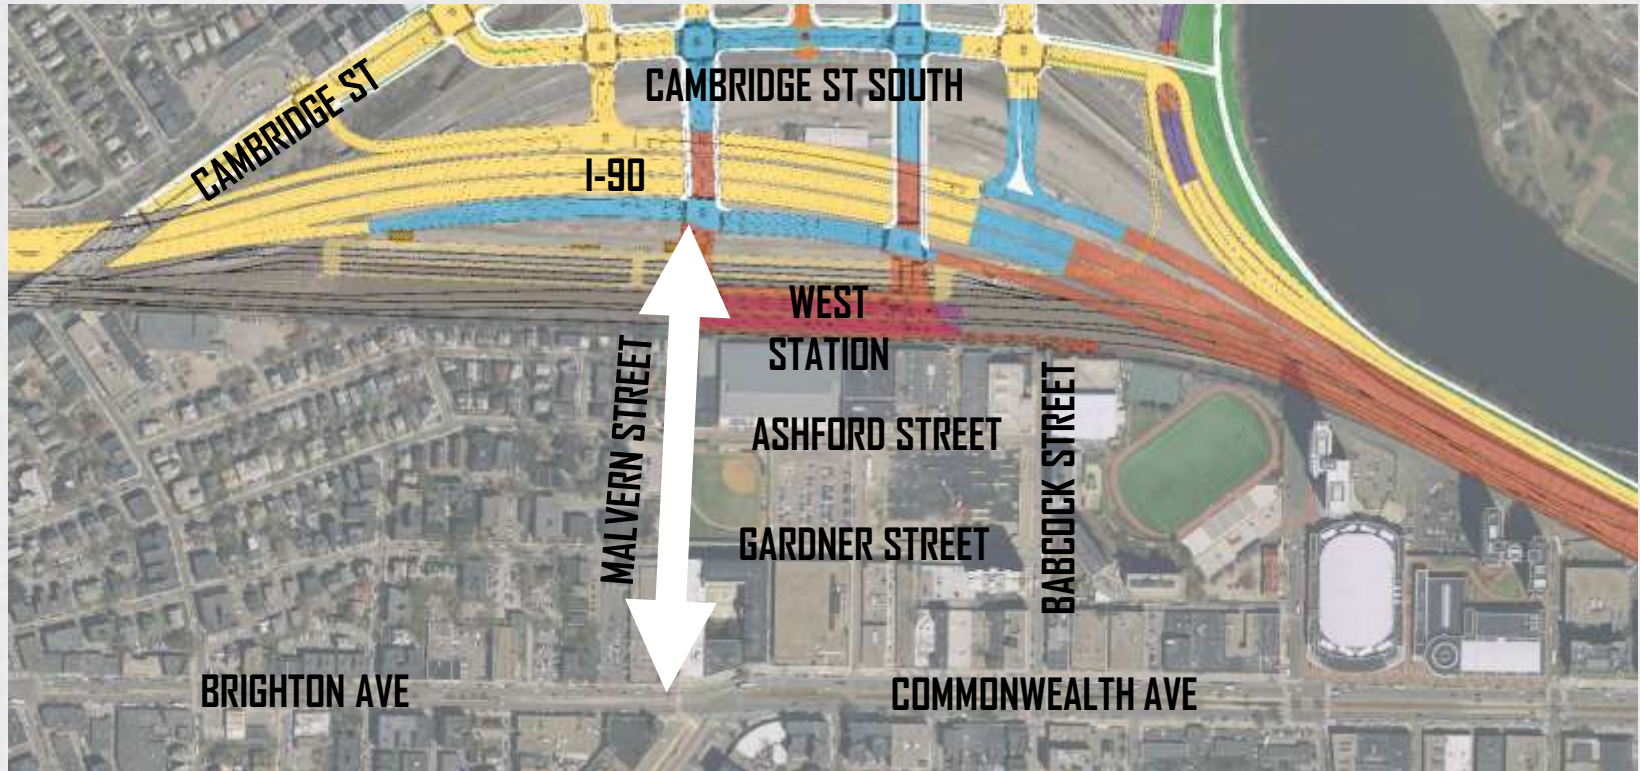 CAMBRIDGE ST
CAMBRIDGE ST SOUTH
I-90
WEST
STATION
MALVERN STREET
ASHFORD STREET
BABCOCK STREET
GARDNER STREET
BRIGHTON AVE
COMMONWEALTH AVE